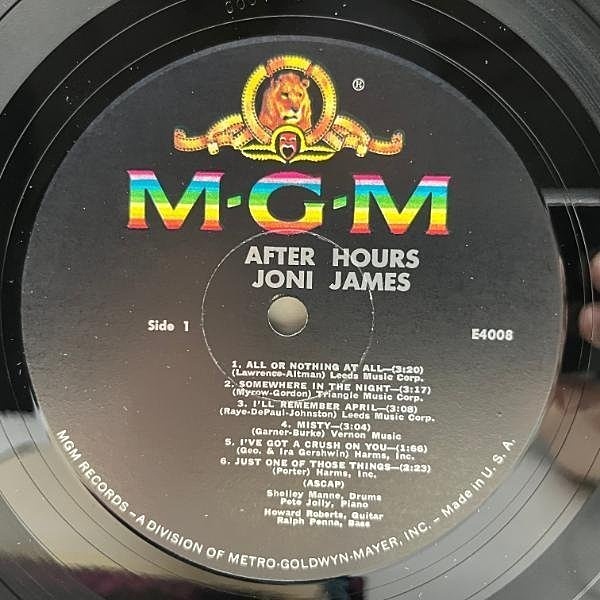 ®
M-G-M
AFTER HOURS
JONI JAMES
Side 1
E4008
1. ALL OR NOTHING AT ALL—(3:20)
(Lawrence-Altman) Leeds Music Corp.
2. SOMEWHERE IN THE NIGHT—(3:17)
(Myrow-Gordon) Triangle Music Corp.
3. I'LL REMEMBER APRIL—(3:08)
(Raye-DePaul-Johnston) Leeds Music Corp.
4. MISTY—(3:04)
(Garner-Burke) Vernon Music
5. I'VE GOT A CRUSH ON YOU—(1:66)
(Geo. & Ira Gershwin) Harms, Inc.
6. JUST ONE OF THOSE THINGS—(2:23)
(Porter) Harms, Inc.
(ASCAP)
Shelley Manne, Drums
Pete Jolly, Piano
Howard Roberts, Guitar
Ralph Penna, Bass
MGM RECORDS – A DIVISION OF METRO-GOLDWYN-MAYER, INC. – Made in U. S. A.